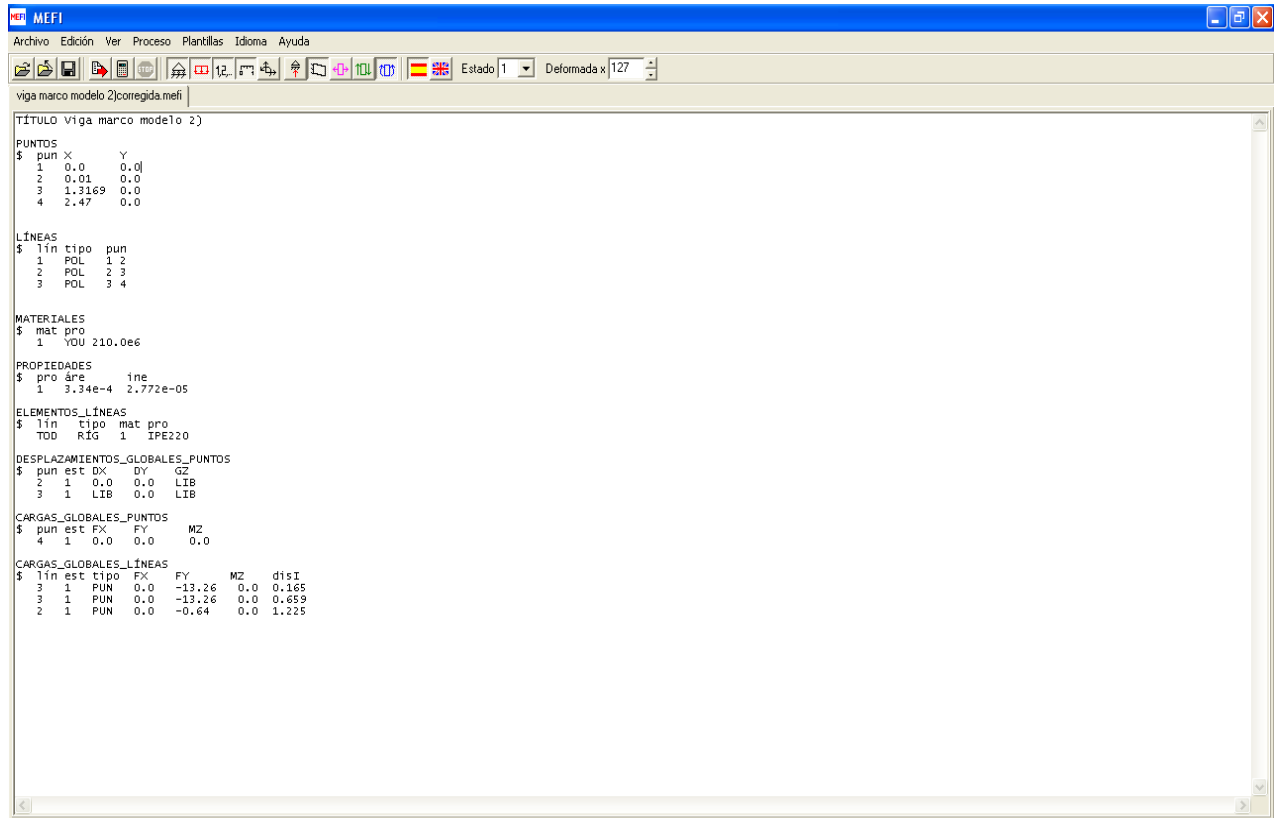 MEFI MEFI
Archivo Edición Ver Proceso Plantillas Idioma Ayuda
STOP 1,2,.. Estado 1 Deformada x 127
viga marco modelo 2)corregida.mefi
TÍTULO Viga marco modelo 2)
PUNTOS
$ pun X Y
1 0.0 0.0
2 0.01 0.0
3 1.3169 0.0
4 2.47 0.0
LÍNEAS
$ lín tipo pun
1 POL 1 2
2 POL 2 3
3 POL 3 4
MATERIALES
$ mat pro
1 YOU 210.0e6
PROPIEDADES
$ pro áre ine
1 3.34e-4 2.772e-05
ELEMENTOS_LÍNEAS
$ lín tipo mat pro
TOD RÍG 1 IPE220
DESPLAZAMIENTOS_GLOBALES_PUNTOS
$ pun est DX DY GZ
2 1 0.0 0.0 LIB
3 1 LIB 0.0 LIB
CARGAS_GLOBALES_PUNTOS
$ pun est FX FY MZ
4 1 0.0 0.0 0.0
CARGAS_GLOBALES_LÍNEAS
$ lín est tipo FX FY MZ disI
3 1 PUN 0.0 -13.26 0.0 0.165
3 1 PUN 0.0 -13.26 0.0 0.659
2 1 PUN 0.0 -0.64 0.0 1.225